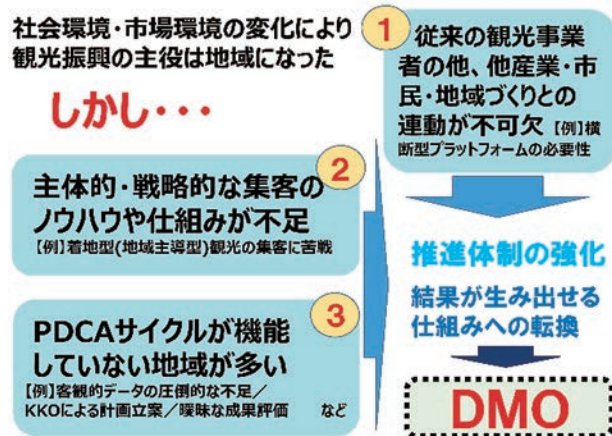 社会環境・市場環境の変化により
観光振興の主役は地域になった
しかし・・・
1
従来の観光事業
者の他、他産業・市
民・地域づくりとの
連動が不可欠 【例】横
断型プラットフォームの必要性
2
主体的・戦略的な集客の
ノウハウや仕組みが不足
【例】着地型(地域主導型)観光の集客に苦戦
3
PDCAサイクルが機能
していない地域が多い
【例】客観的データの圧倒的な不足／
KKOによる計画立案／曖昧な成果評価 など
推進体制の強化
結果が生み出せる
仕組みへの転換
DMO